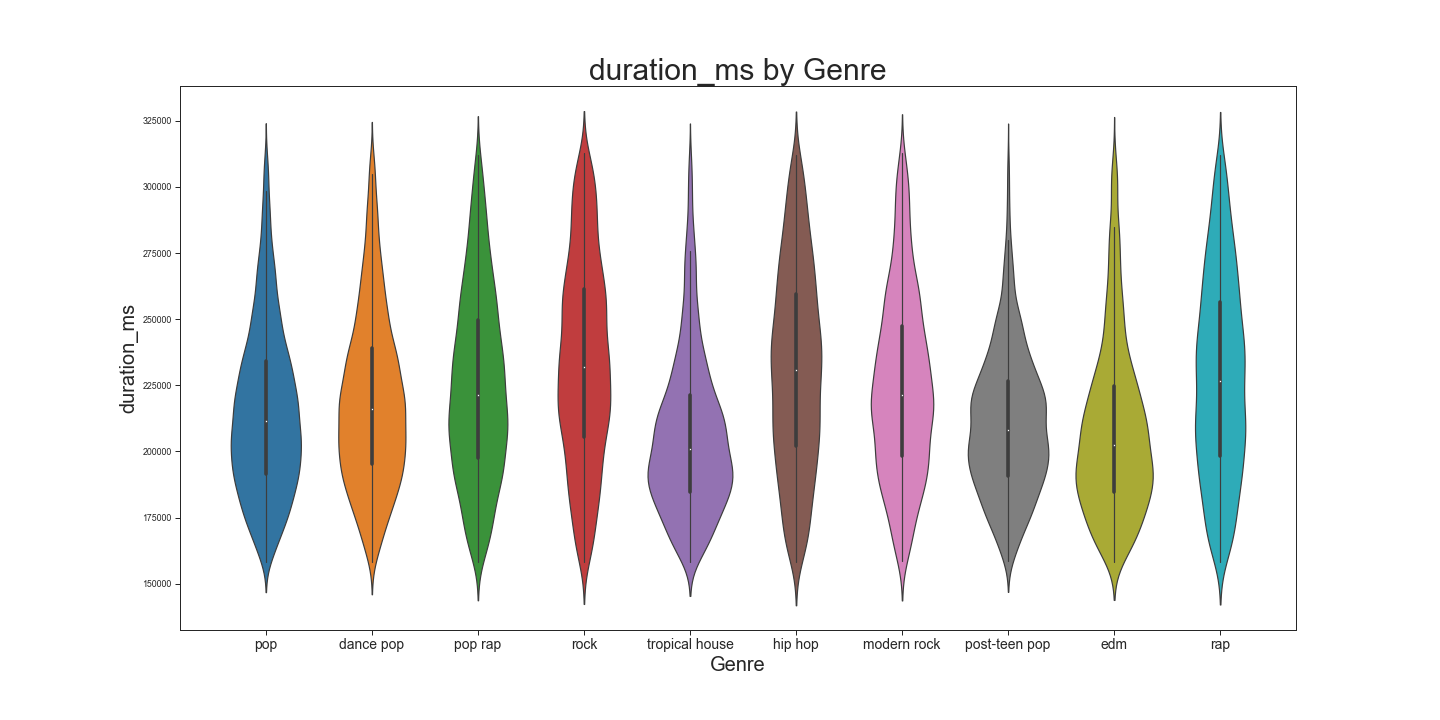 duration_ms by Genre
duration_ms
325000
300000
275000
250000
225000
200000
175000
150000
pop dance pop pop rap rock tropical house hip hop modern rock post-teen pop edm rap
Genre